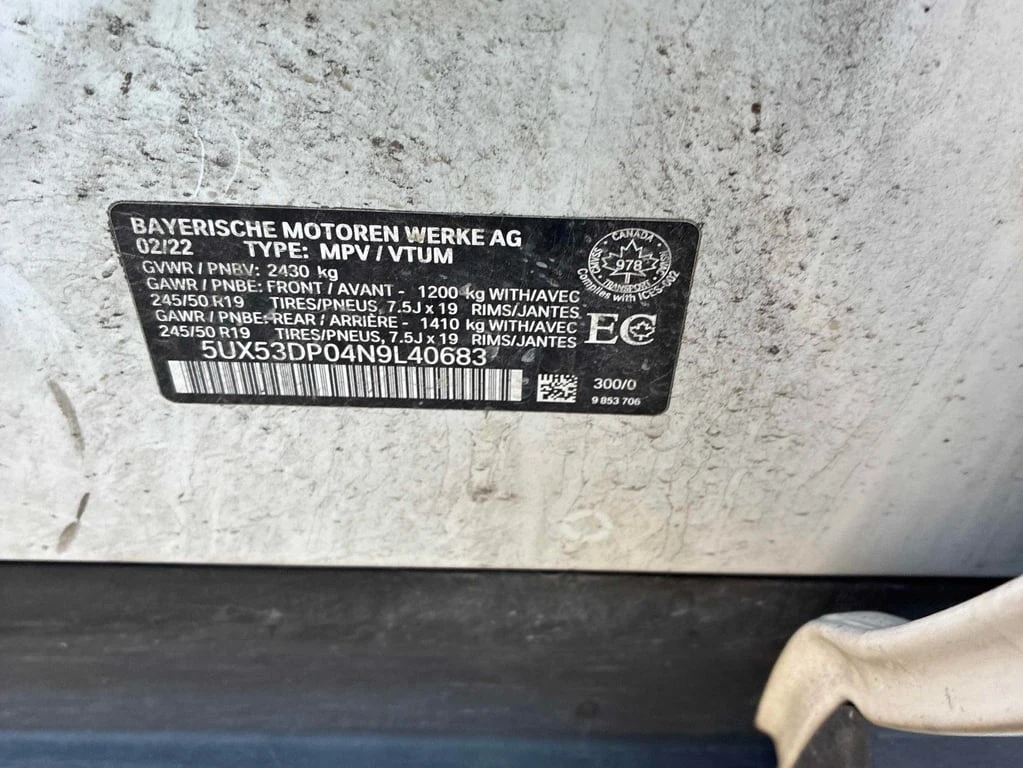 BAYERISCHE MOTOREN WERKE AG
02/22 TYPE: MPV / VTUM
GVWR / PNBV: 2430 kg
GAWR / PNBE: FRONT / AVANT - 1200 kg WITH/AVEC
245/50 R19 TIRES/PNEUS, 7.5J x 19 RIMS/JANTES
GAWR / PNBE: REAR / ARRIÈRE - 1410 kg WITH/AVEC
245/50 R19 TIRES/PNEUS, 7.5J x 19 RIMS/JANTES
5UX53DP04N9L40683
CANADA
978
TRANSPORT
CMVSS
Complies with ICES-002
EC
300/0
9 853 706